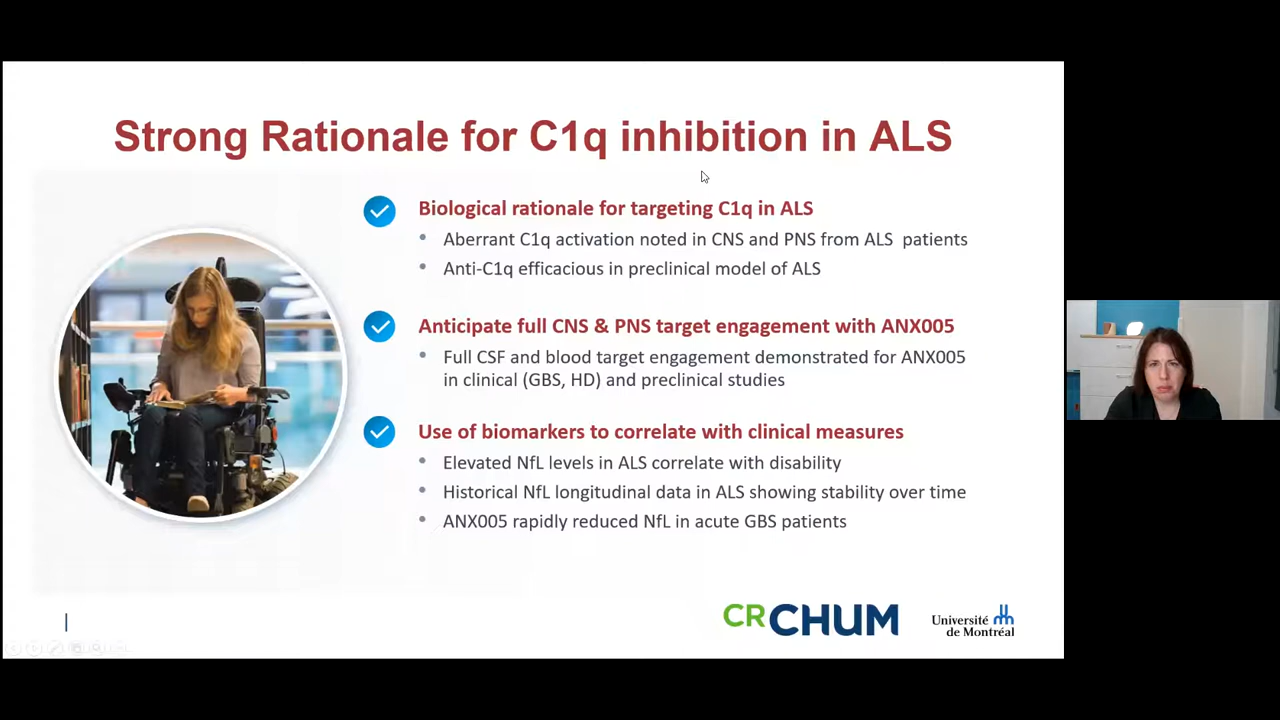 Strong Rationale for C1q inhibition in ALS
Biological rationale for targeting C1q in ALS
• Aberrant C1q activation noted in CNS and PNS from ALS patients
• Anti-C1q efficacious in preclinical model of ALS
Anticipate full CNS & PNS target engagement with ANX005
• Full CSF and blood target engagement demonstrated for ANX005
in clinical (GBS, HD) and preclinical studies
Use of biomarkers to correlate with clinical measures
• Elevated NfL levels in ALS correlate with disability
• Historical NfL longitudinal data in ALS showing stability over time
• ANX005 rapidly reduced NfL in acute GBS patients
|
CRCHUM
Université
de Montréal